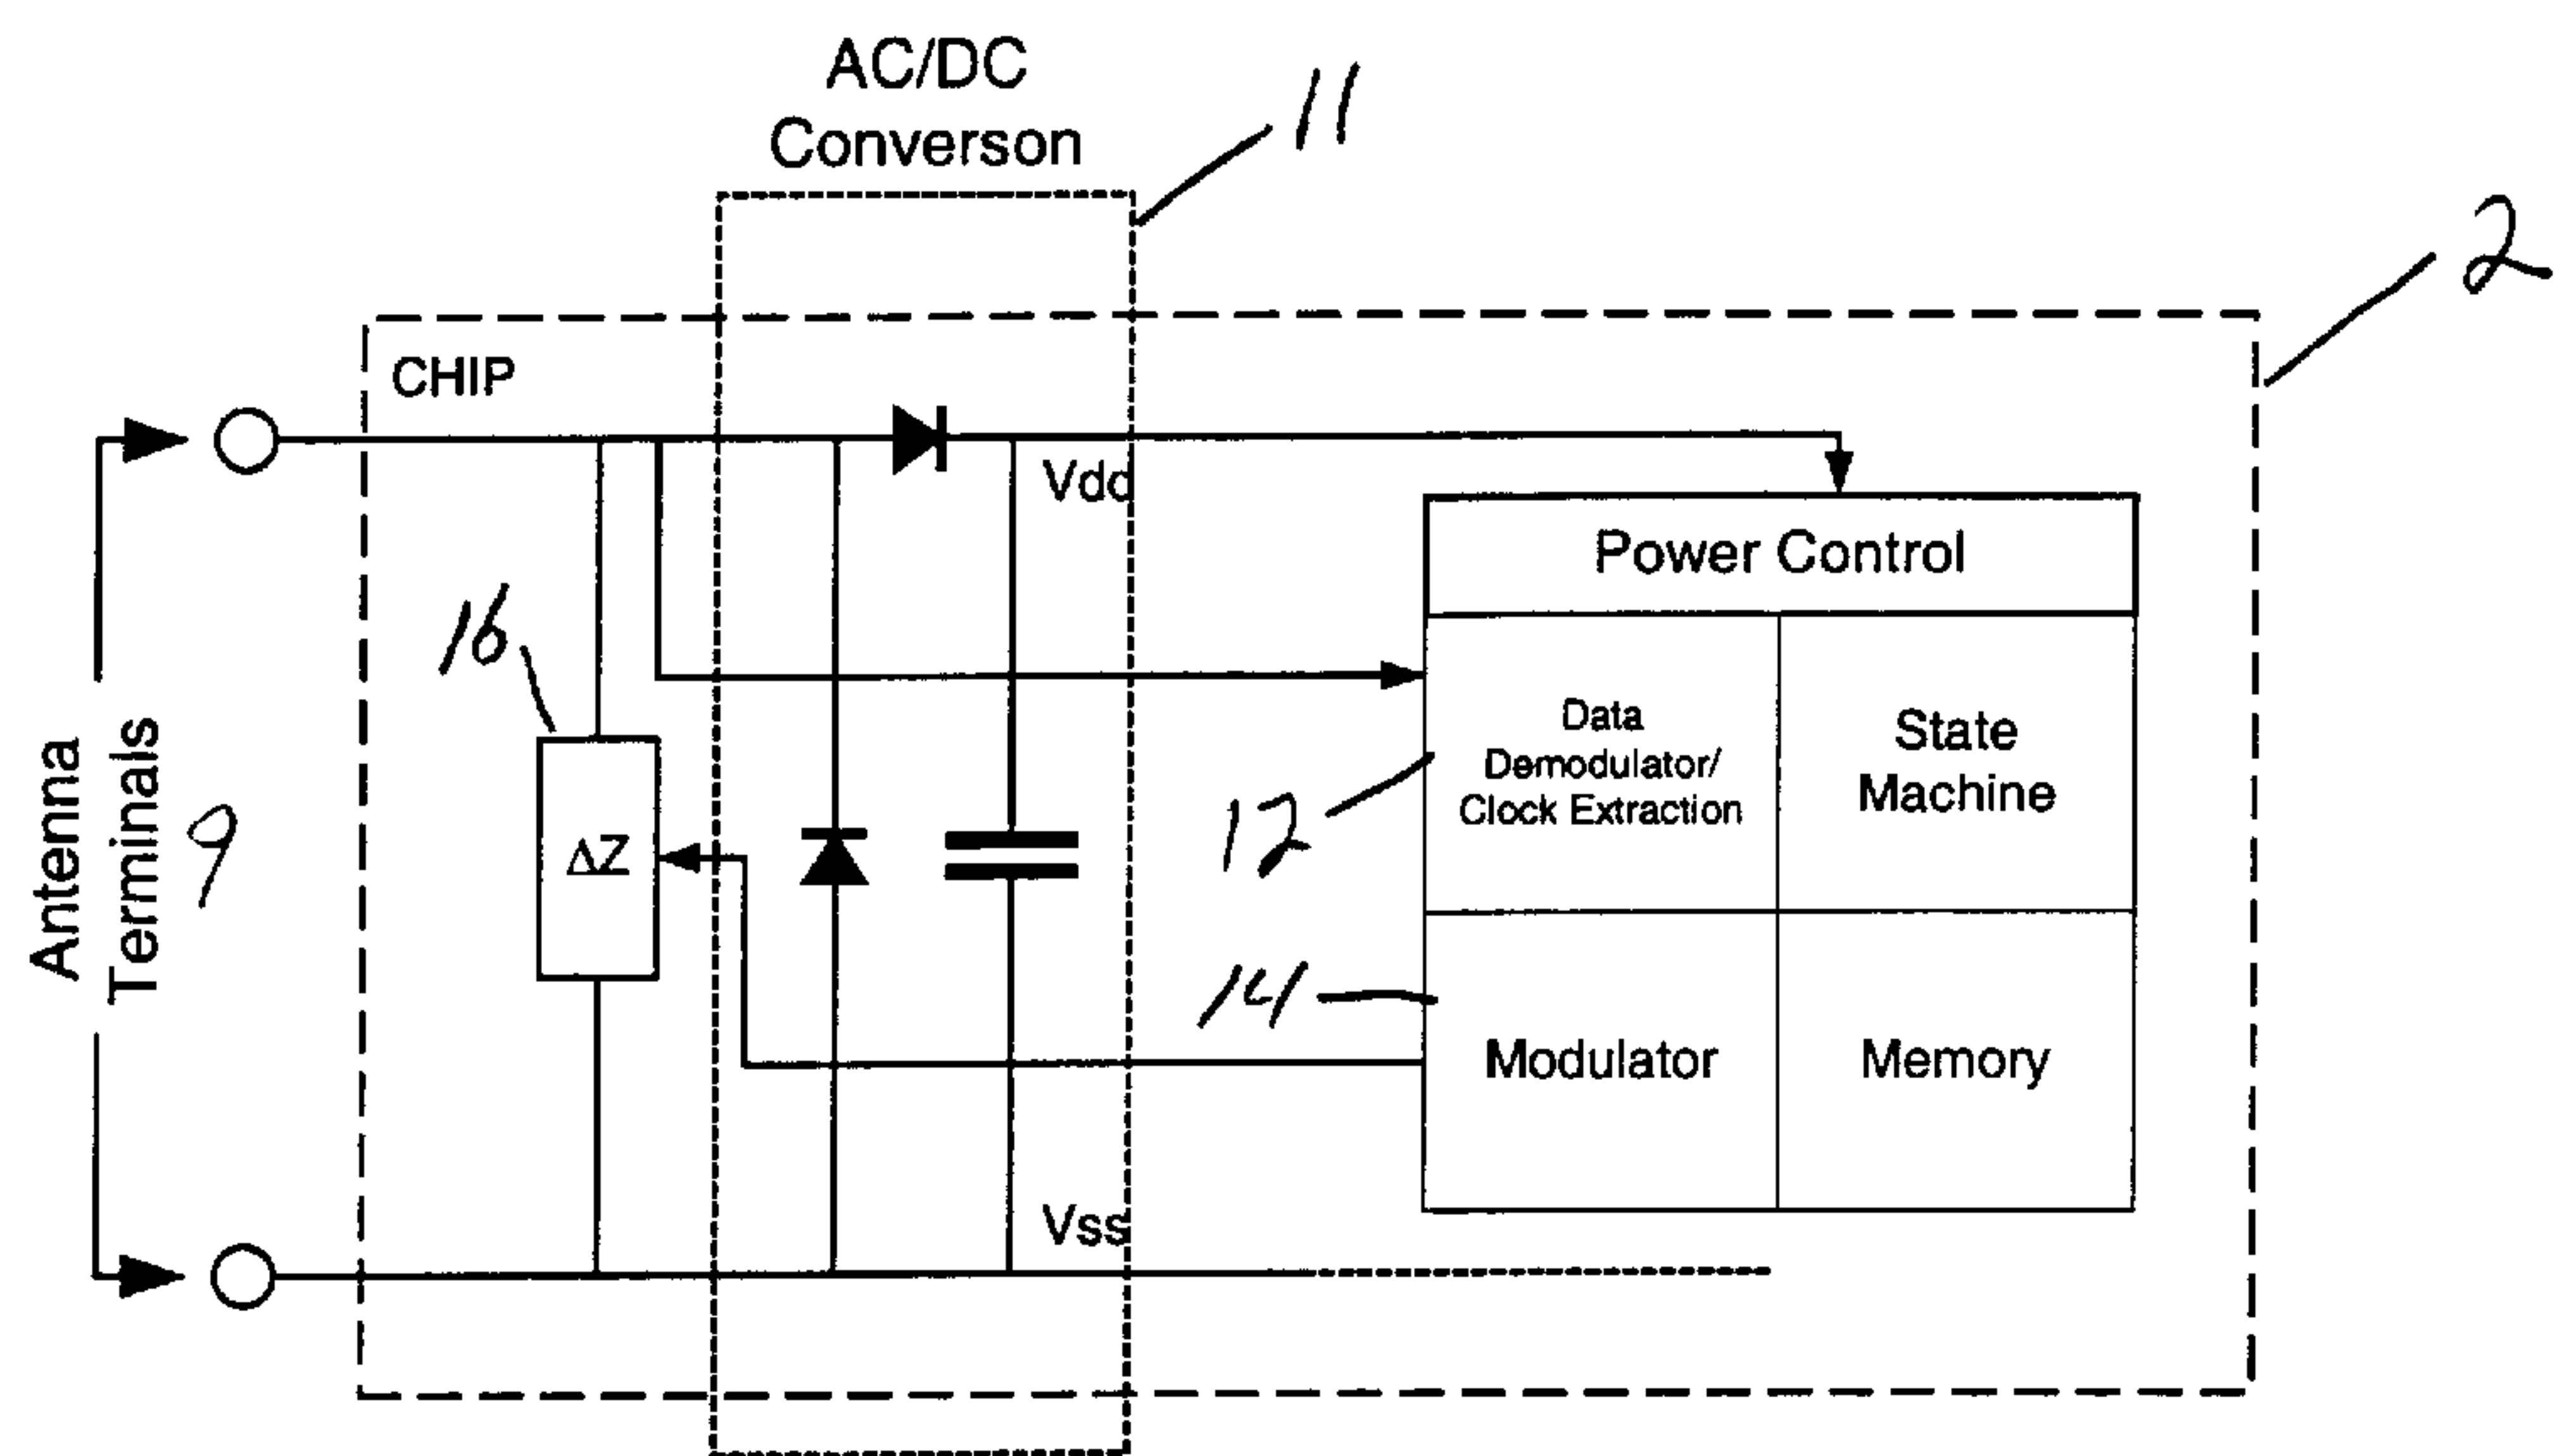 AC/DC
Converson
11
2
CHIP
Vdd
Power Control
16
Antenna
Terminals
9
ΔZ
12
Data
Demodulator/
Clock Extraction
State
Machine
14
Modulator
Memory
Vss